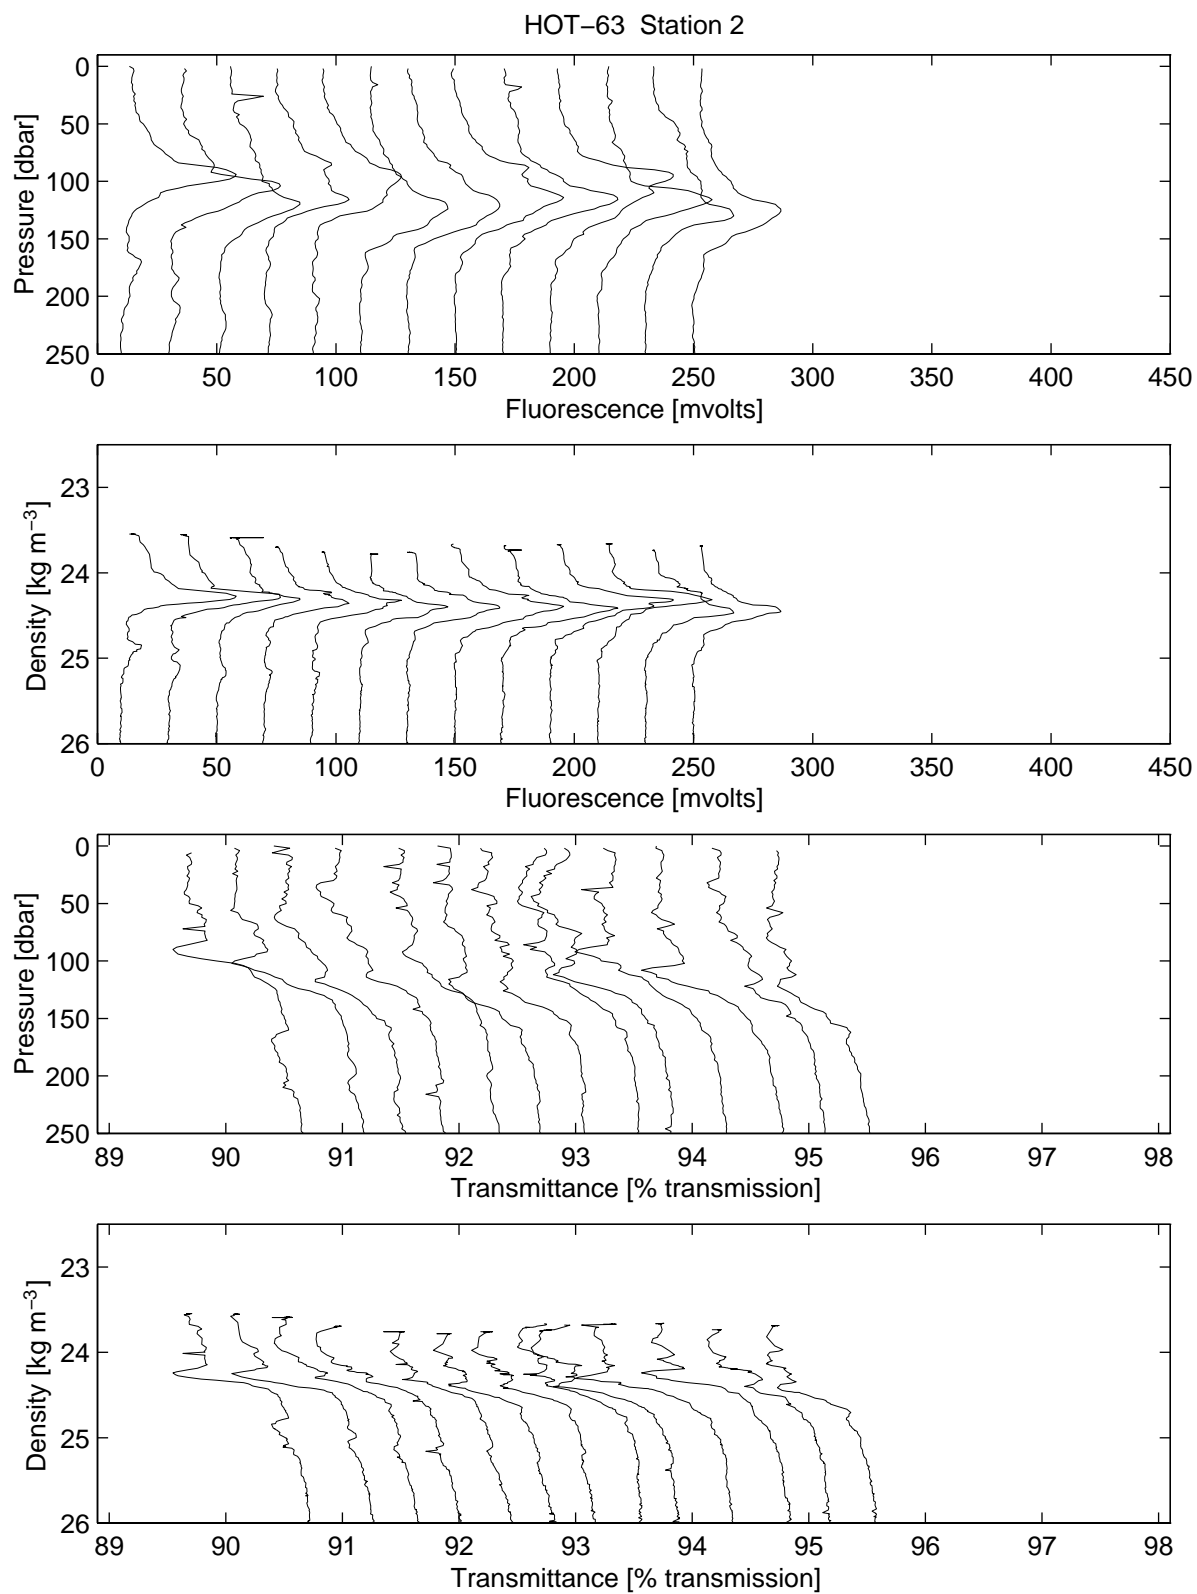 HOT−63 Station 2
0
50
100
150
200
250
Pressure [dbar]
0 50 100 150 200 250 300 350 400 450
Fluorescence [mvolts]
23
24
25
26
Density [kg m−3]
0 50 100 150 200 250 300 350 400 450
Fluorescence [mvolts]
0
50
100
150
200
250
Pressure [dbar]
89 90 91 92 93 94 95 96 97 98
Transmittance [% transmission]
23
24
25
26
Density [kg m−3]
89 90 91 92 93 94 95 96 97 98
Transmittance [% transmission]